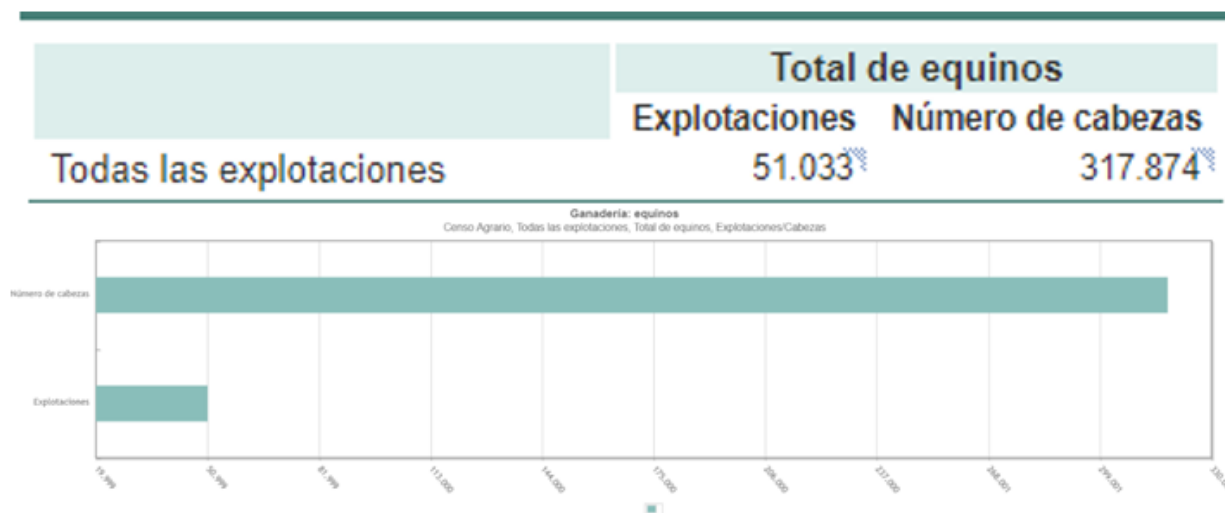 Total de equinos
Explotaciones Número de cabezas
Todas las explotaciones 51.033 317.874
Ganadería: equinos
Censo Agrario, Todas las explotaciones, Total de equinos, Explotaciones/Cabezas
Número de cabezas
Explotaciones
19.999 50.999 81.999 113.000 144.000 175.000 206.000 237.000 268.001 299.001